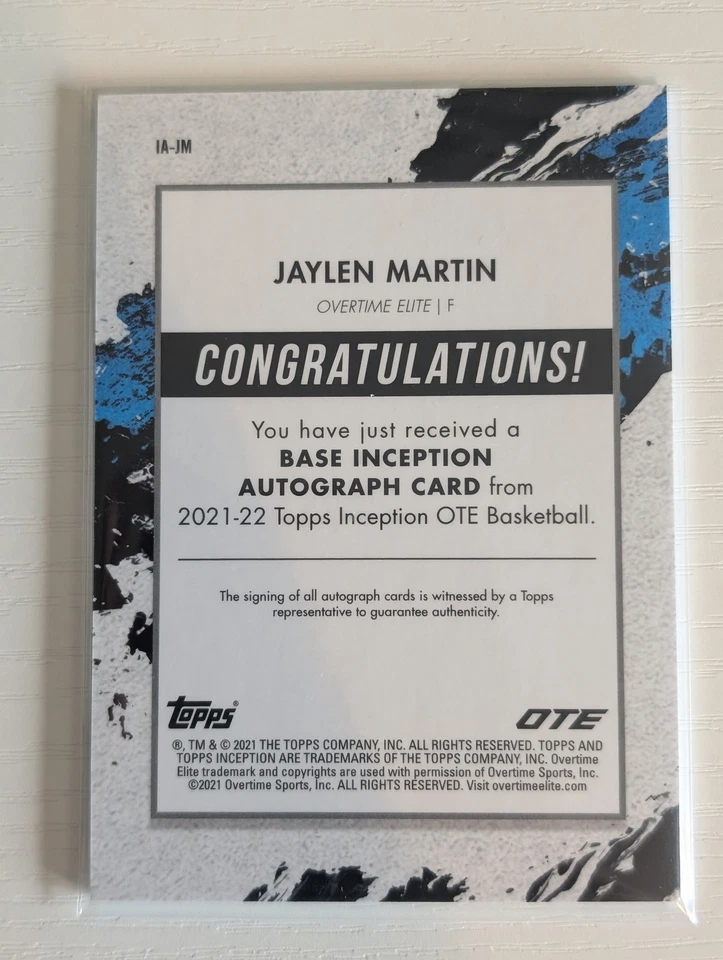 IA-JM
JAYLEN MARTIN
OVERTIME ELITE | F
CONGRATULATIONS!
You have just received a
BASE INCEPTION
AUTOGRAPH CARD from
2021-22 Topps Inception OTE Basketball.
The signing of all autograph cards is witnessed by a Topps
representative to guarantee authenticity.
topps®
OTE
®, TM & © 2021 THE TOPPS COMPANY, INC. ALL RIGHTS RESERVED. TOPPS AND
TOPPS INCEPTION ARE TRADEMARKS OF THE TOPPS COMPANY, INC. Overtime
Elite trademark and copyrights are used with permission of Overtime Sports, Inc.
©2021 Overtime Sports, Inc. ALL RIGHTS RESERVED. Visit overtimeelite.com